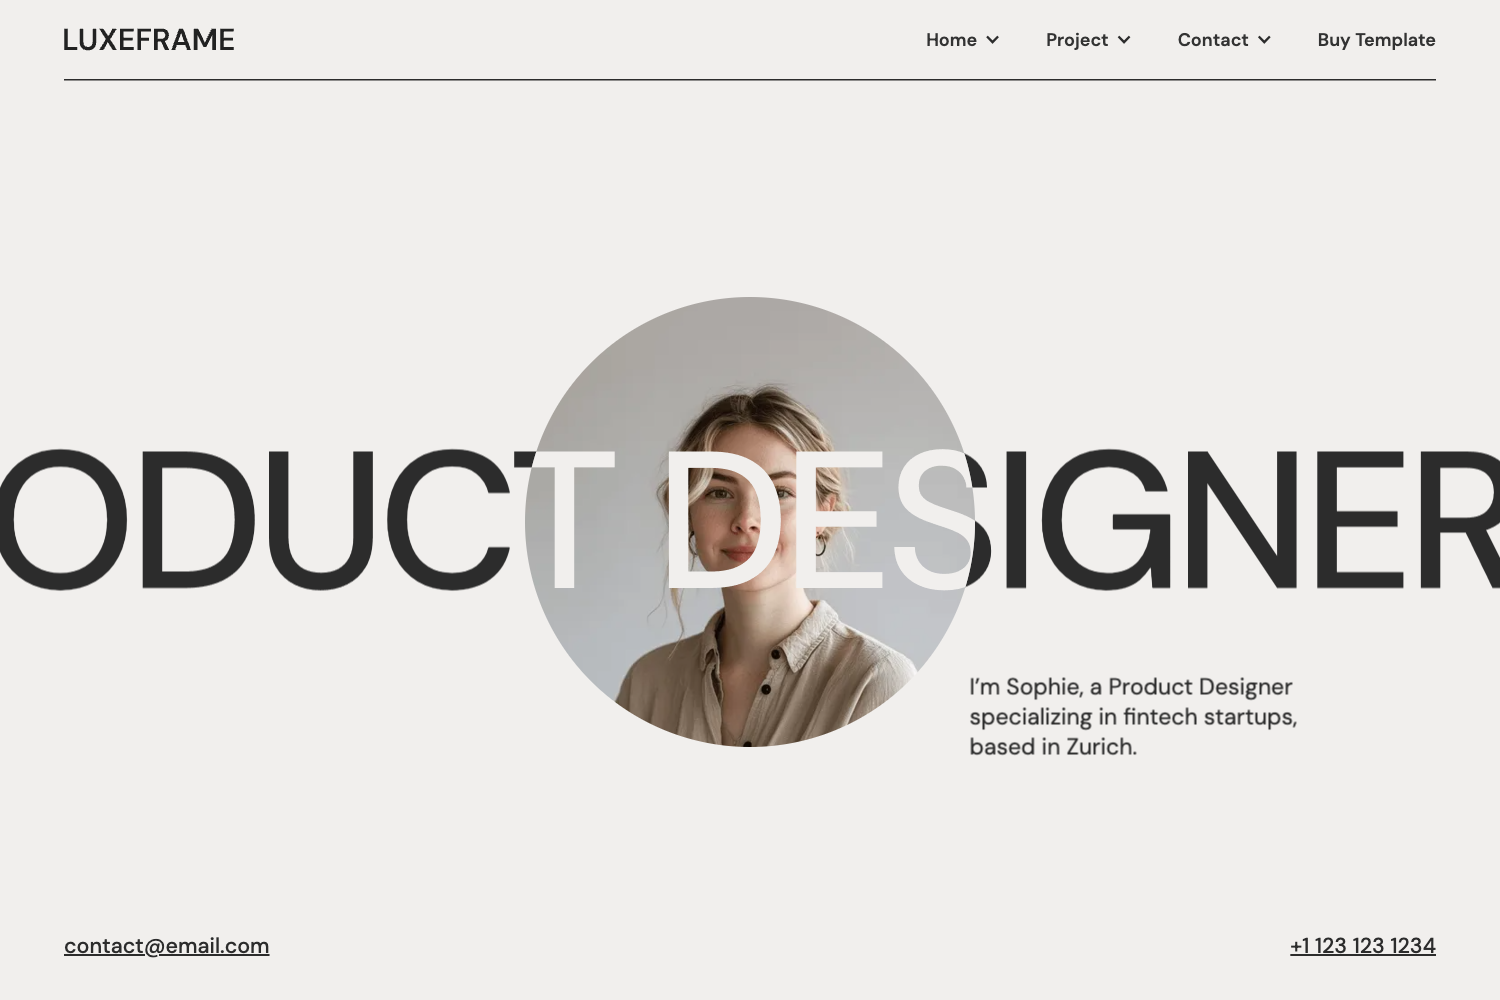 LUXEFRAME
Home
Project
Contact
Buy Template
ODUCT DESIGNER
I’m Sophie, a Product Designer
specializing in fintech startups,
based in Zurich.
contact@email.com
+1 123 123 1234